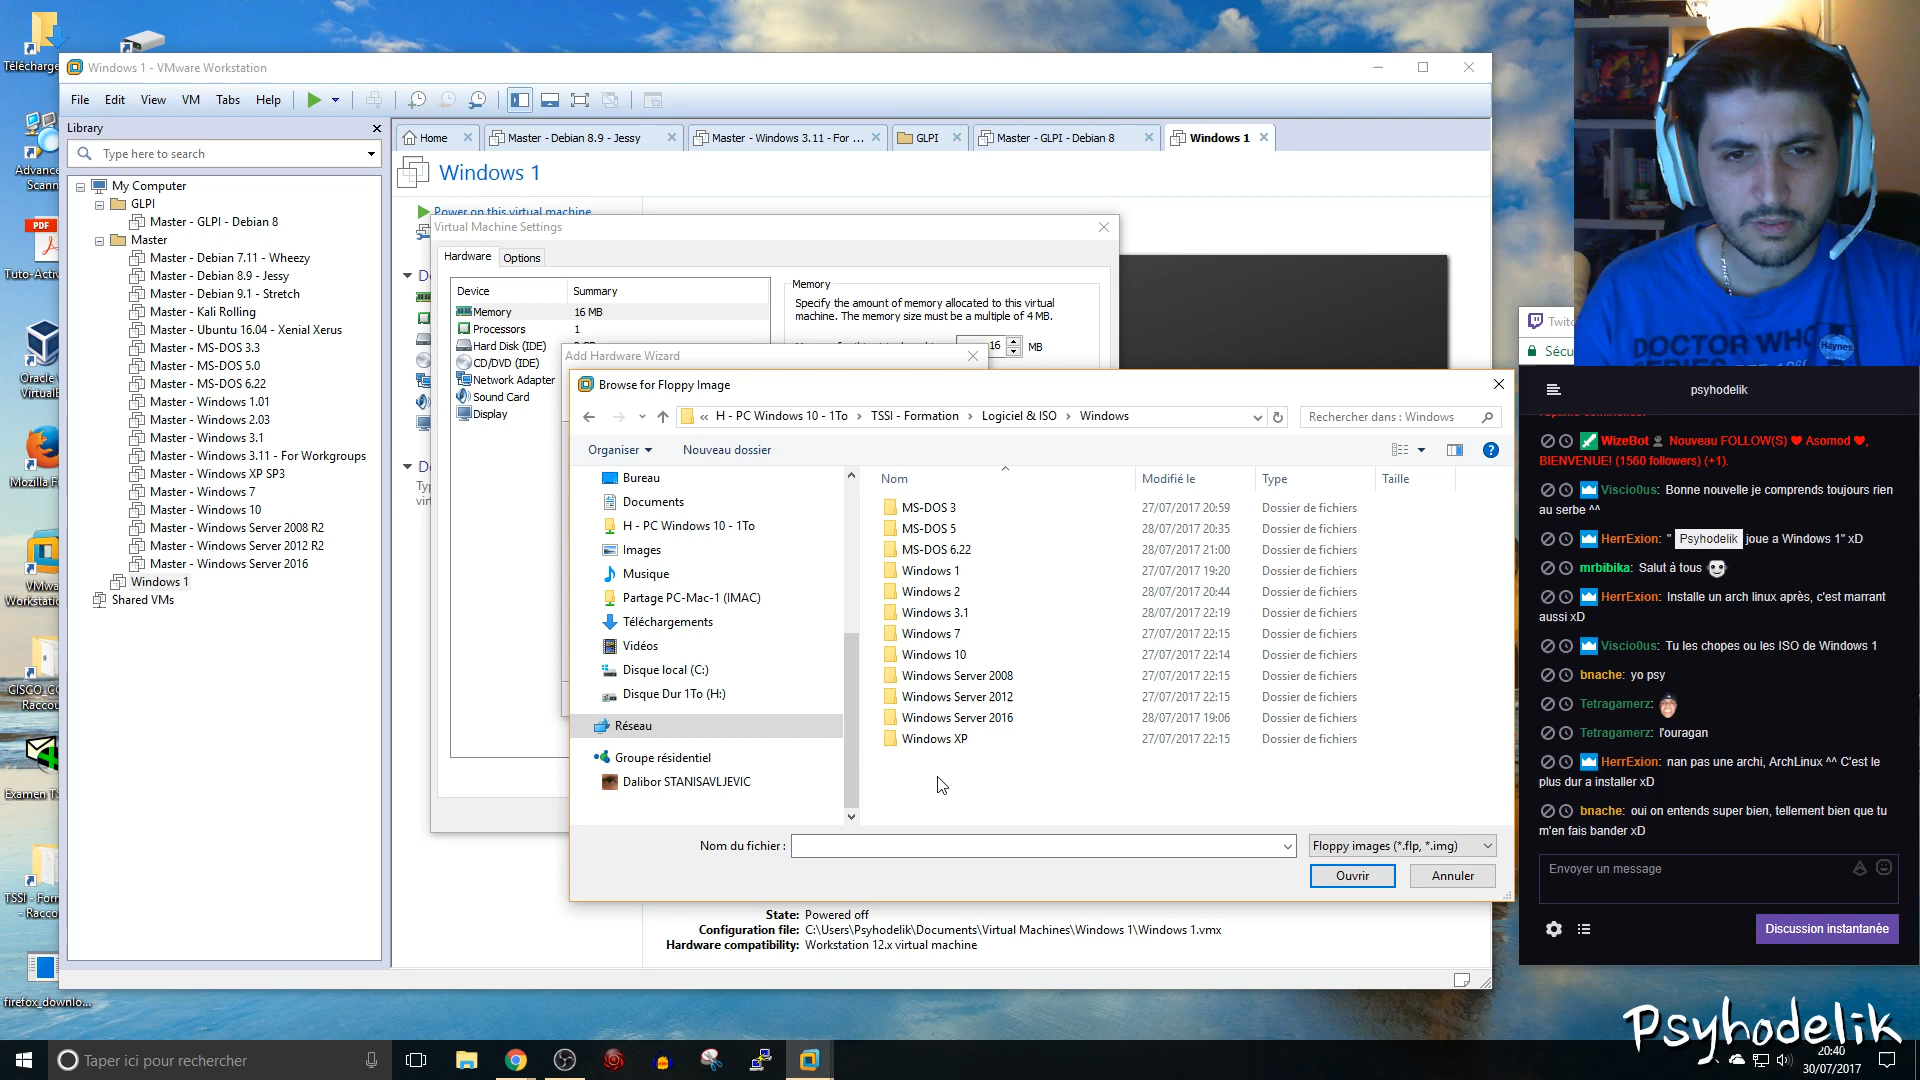 Windows 1 - VMware Workstation
File Edit View VM Tabs Help
Library
Type here to search
My Computer
GLPI
Master - GLPI - Debian 8
Master
Master - Debian 7.11 - Wheezy
Master - Debian 8.9 - Jessy
Master - Debian 9.1 - Stretch
Master - Kali Rolling
Master - Ubuntu 16.04 - Xenial Xerus
Master - MS-DOS 3.3
Master - MS-DOS 5.0
Master - MS-DOS 6.22
Master - Windows 1.01
Master - Windows 2.03
Master - Windows 3.1
Master - Windows 3.11 - For Workgroups
Master - Windows XP SP3
Master - Windows 7
Master - Windows 10
Master - Windows Server 2008 R2
Master - Windows Server 2012 R2
Master - Windows Server 2016
Windows 1
Shared VMs
Home
Master - Debian 8.9 - Jessy
Master - Windows 3.11 - For ...
GLPI
Master - GLPI - Debian 8
Windows 1
Windows 1
Power on this virtual machine
Virtual Machine Settings
Hardware Options
Device Summary
Memory 16 MB
Processors 1
Hard Disk (IDE)
CD/DVD (IDE)
Network Adapter
Sound Card
Display
Memory
Specify the amount of memory allocated to this virtual
machine. The memory size must be a multiple of 4 MB.
16 MB
Add Hardware Wizard
Browse for Floppy Image
« H - PC Windows 10 - 1To › TSSI - Formation › Logiciel & ISO › Windows
Rechercher dans : Windows
Organiser Nouveau dossier
Bureau
Documents
H - PC Windows 10 - 1To
Images
Musique
Partage PC-Mac-1 (IMAC)
Téléchargements
Vidéos
Disque local (C:)
Disque Dur 1To (H:)
Réseau
Groupe résidentiel
Dalibor STANISAVLJEVIC
Nom Modifié le Type Taille
MS-DOS 3 27/07/2017 20:59 Dossier de fichiers
MS-DOS 5 28/07/2017 20:35 Dossier de fichiers
MS-DOS 6.22 28/07/2017 21:00 Dossier de fichiers
Windows 1 27/07/2017 19:20 Dossier de fichiers
Windows 2 28/07/2017 20:44 Dossier de fichiers
Windows 3.1 28/07/2017 22:19 Dossier de fichiers
Windows 7 27/07/2017 22:15 Dossier de fichiers
Windows 10 27/07/2017 22:14 Dossier de fichiers
Windows Server 2008 27/07/2017 22:15 Dossier de fichiers
Windows Server 2012 27/07/2017 22:15 Dossier de fichiers
Windows Server 2016 28/07/2017 19:06 Dossier de fichiers
Windows XP 27/07/2017 22:15 Dossier de fichiers
Nom du fichier :
Floppy images (*.flp, *.img)
Ouvrir Annuler
State: Powered off
Configuration file: C:\Users\Psyhodelik\Documents\Virtual Machines\Windows 1\Windows 1.vmx
Hardware compatibility: Workstation 12.x virtual machine
DOCTOR WHO
Haynes
Twitc
Sécu
psyhodelik
WizeBot Nouveau FOLLOW(S) ♥ Asomod ♥,
BIENVENUE! (1560 followers) (+1).
Viscio0us: Bonne nouvelle je comprends toujours rien
au serbe ^^
HerrExion: " Psyhodelik joue a Windows 1" xD
mrbibika: Salut à tous
HerrExion: Installe un arch linux après, c'est marrant
aussi xD
Viscio0us: Tu les chopes ou les ISO de Windows 1
bnache: yo psy
Tetragamerz:
Tetragamerz: l'ouragan
HerrExion: nan pas une archi, ArchLinux ^^ C'est le
plus dur a installer xD
bnache: oui on entends super bien, tellement bien que tu
m'en fais bander xD
Envoyer un message
Discussion instantanée
Psyhodelik
Télécharge
Advanc
Scann
PDF
Tuto-Activ
Oracle
Virtuall
Mozilla F
VMw
Workstatio
CISCO_CO
Raccou
Examen TS
TSSI - Form
- Racco
firefox_downlo...
Taper ici pour rechercher
20:40
30/07/2017